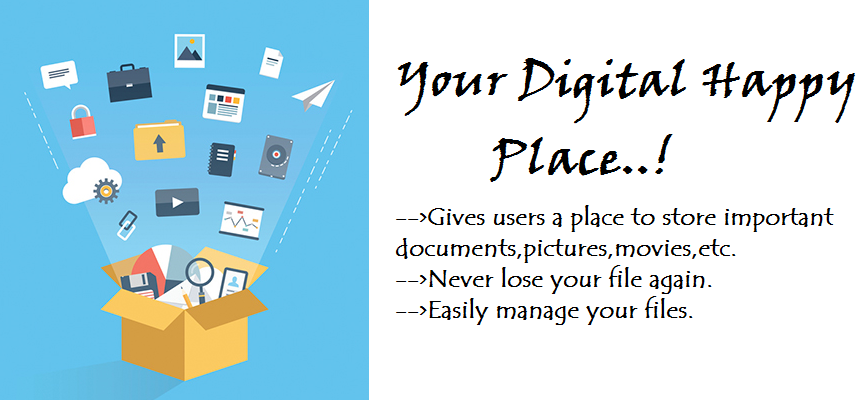 Your Digital Happy
Place..!
-->Gives users a place to store important
documents,pictures,movies,etc.
-->Never lose your file again.
-->Easily manage your files.